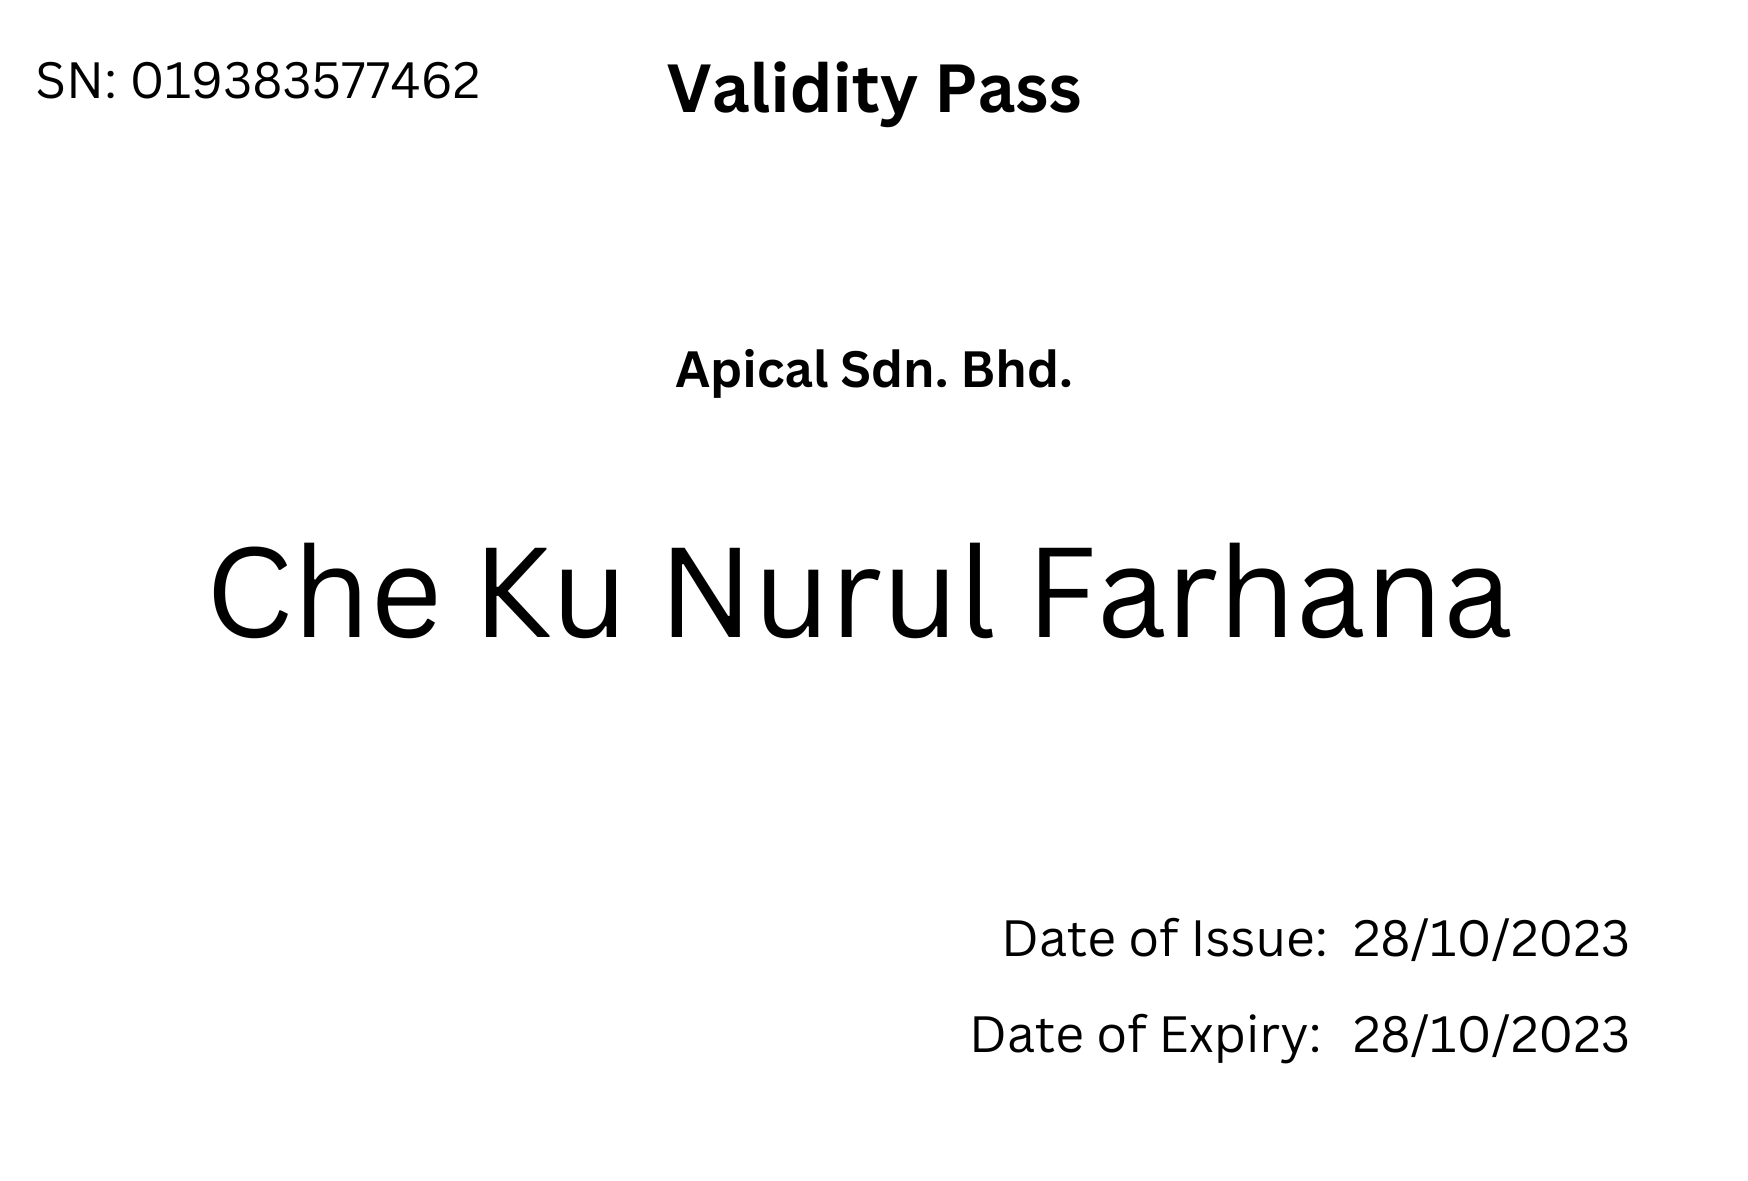 SN: 019383577462
Validity Pass
Apical Sdn. Bhd.
Che Ku Nurul Farhana
Date of Issue: 28/10/2023
Date of Expiry: 28/10/2023